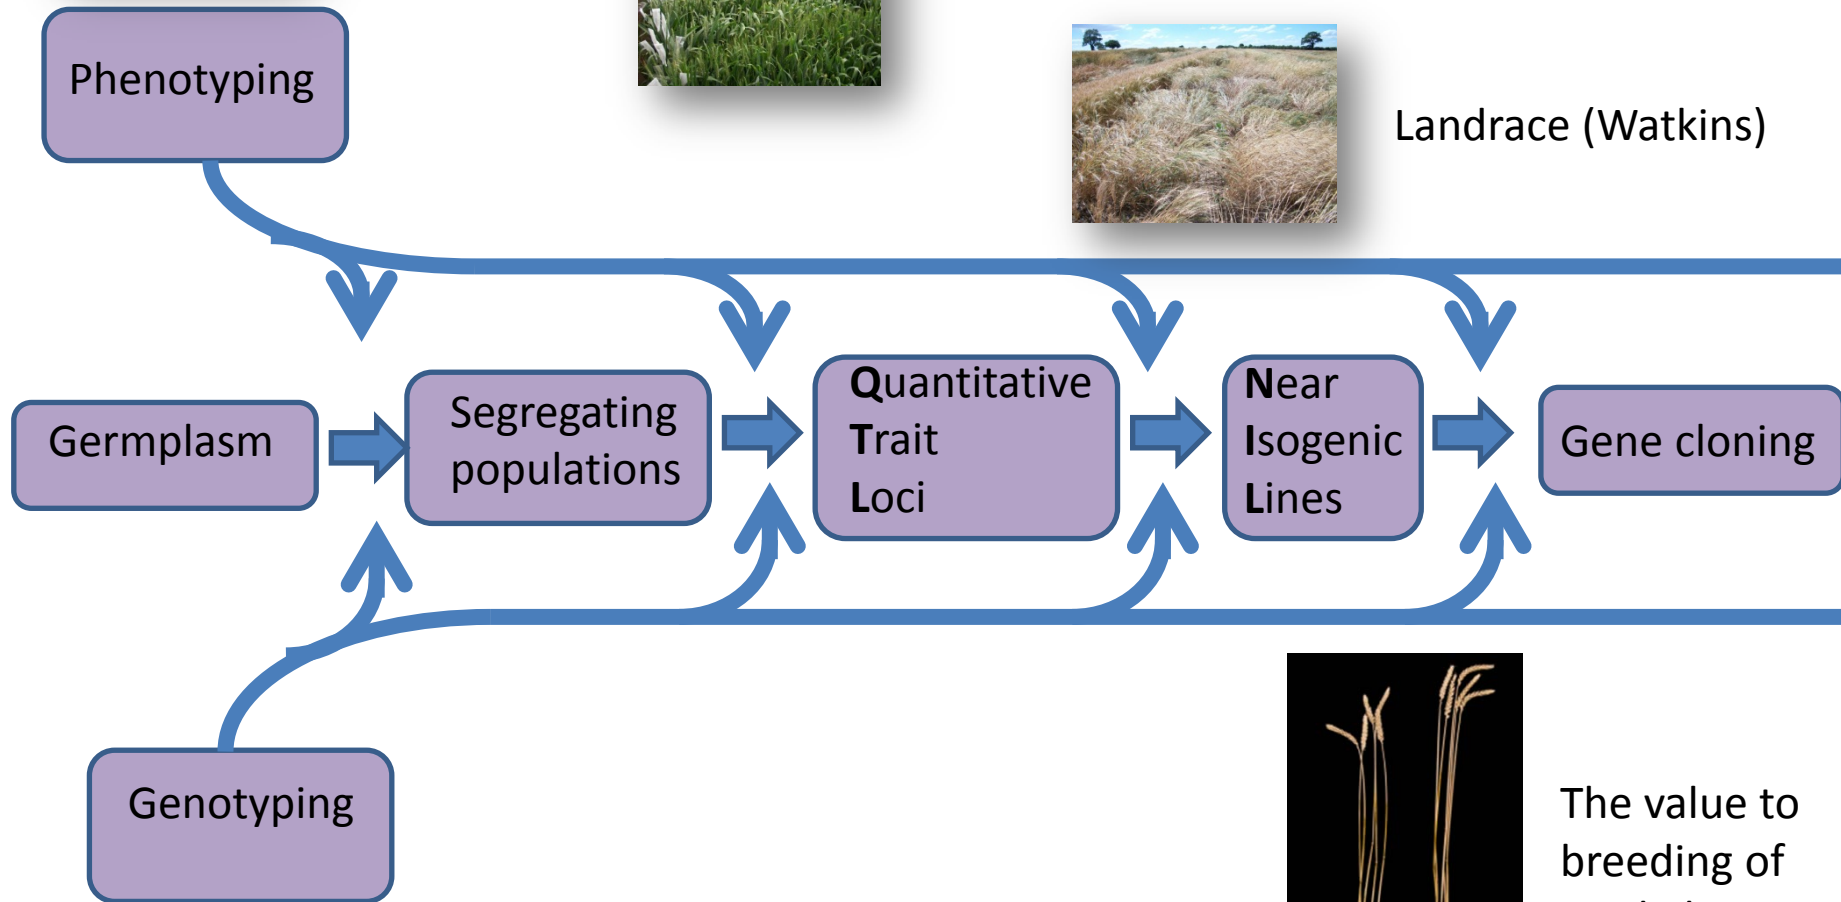 Phenotyping
Landrace (Watkins)
Germplasm
Segregating
populations
Quantitative
Trait
Loci
Near
Isogenic
Lines
Gene cloning
Genotyping
The value to
breeding of